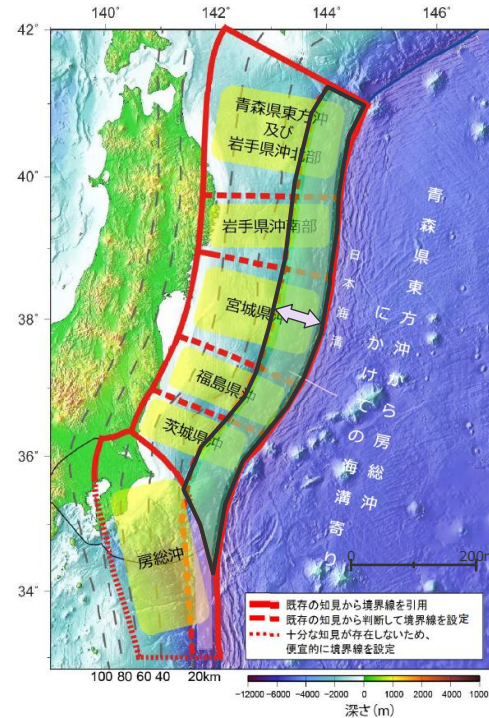 140°
142°
144°
146°
42°
40°
38°
36°
34°
青森県東方沖
及び
岩手県沖北部
岩手県沖南部
宮城県沖
福島県沖
茨城県沖
房総沖
日本海溝
青森県東方沖から房総沖
にかけての海溝寄り
0 200
既存の知見から境界線を引用
既存の知見から判断して境界線を設定
十分な知見が存在しないため、
便宜的に境界線を設定
100 80 60 40 20km
-12000 -10000 -8000 -6000 -4000 -2000 0 2000 4000 1000
深さ(m)